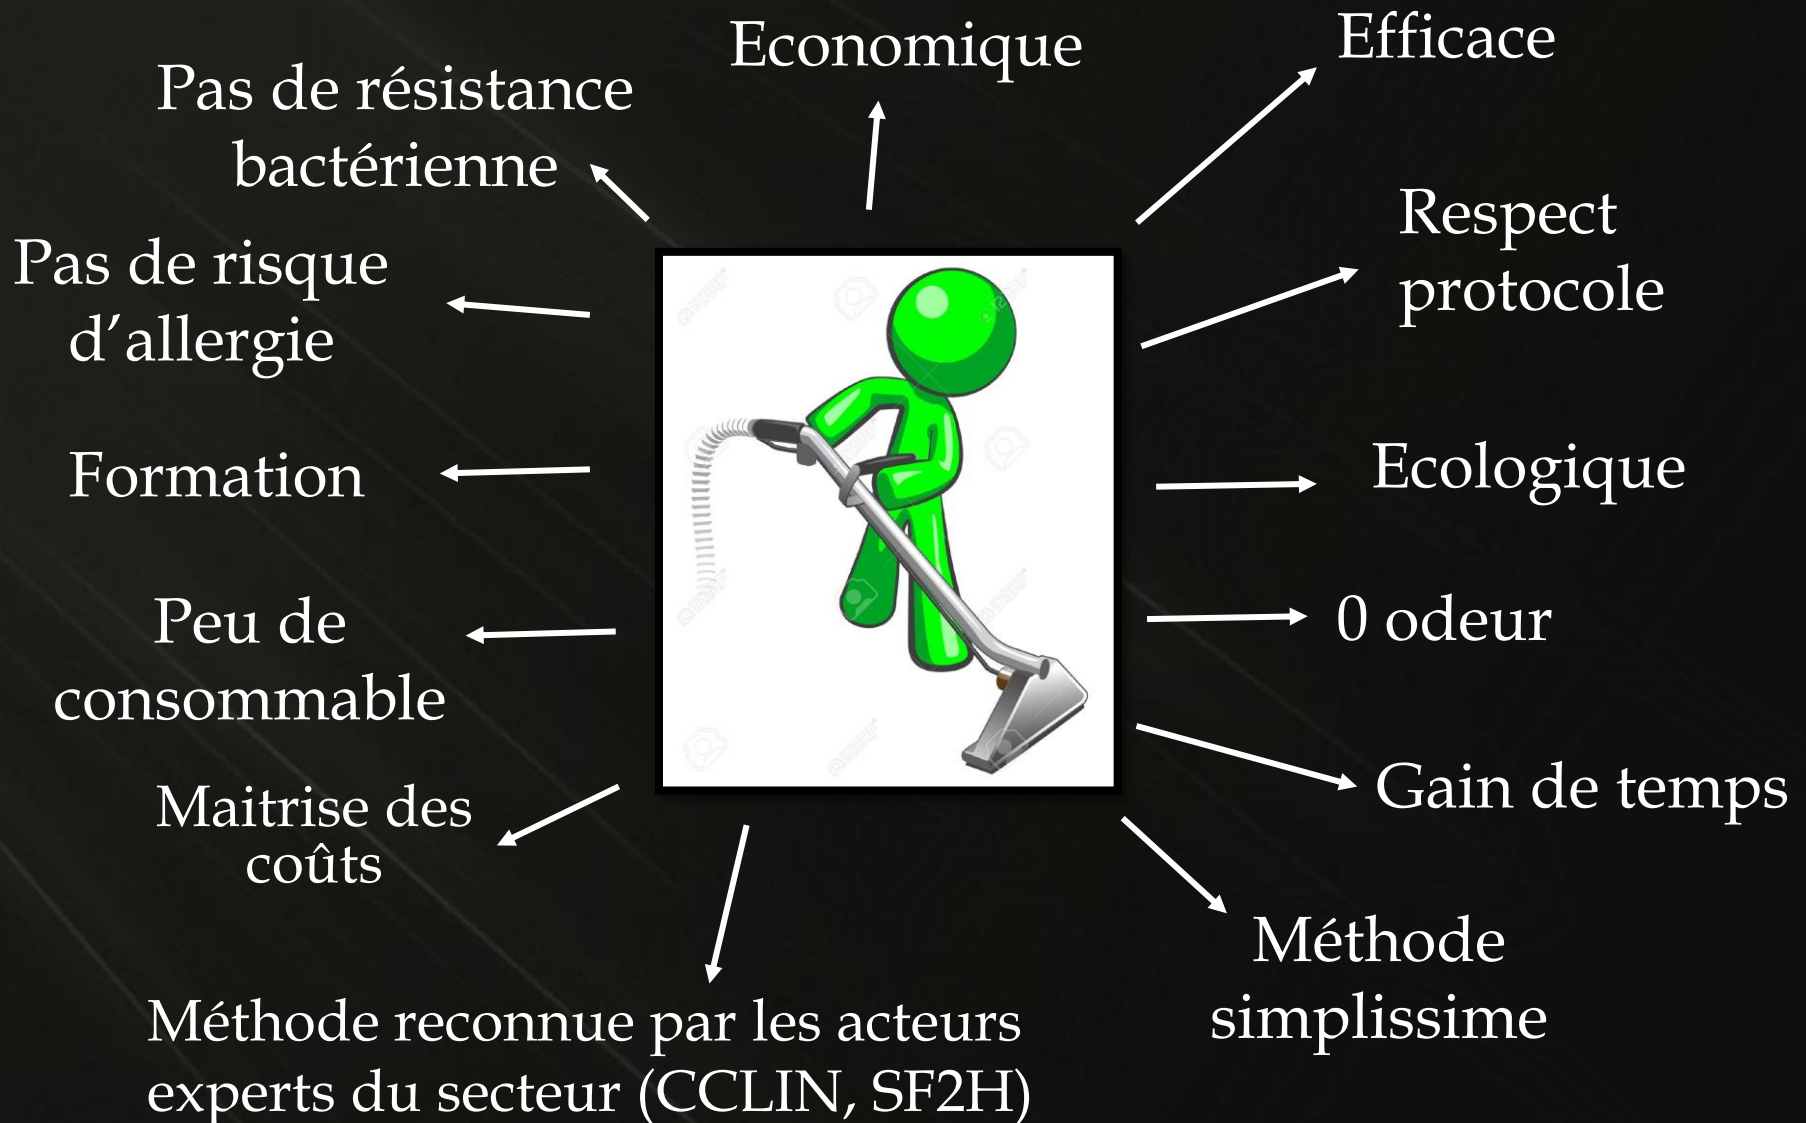 Economique
Efficace
Pas de résistance
bactérienne
Respect
protocole
Pas de risque
d’allergie
Formation
Ecologique
Peu de
consommable
0 odeur
Maitrise des
coûts
Gain de temps
Méthode
simplissime
Méthode reconnue par les acteurs
experts du secteur (CCLIN, SF2H)